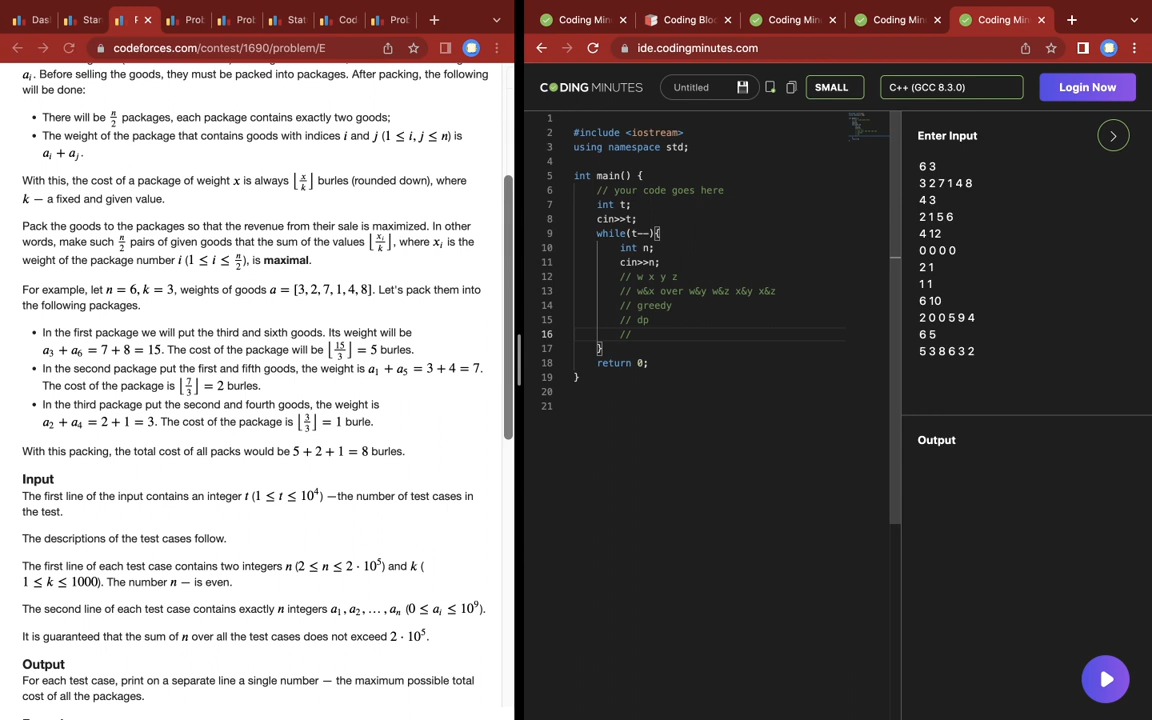 Das
Star
F
Prob
Prob
Stat
Cod
Prob
codeforces.com/contest/1690/problem/E
aᵢ. Before selling the goods, they must be packed into packages. After packing, the following
will be done:
• There will be n/2 packages, each package contains exactly two goods;
• The weight of the package that contains goods with indices i and j (1 ≤ i, j ≤ n) is
aᵢ + aⱼ.
With this, the cost of a package of weight x is always ⌊x/k⌋ burles (rounded down), where
k — a fixed and given value.
Pack the goods to the packages so that the revenue from their sale is maximized. In other
words, make such n/2 pairs of given goods that the sum of the values ⌊xᵢ/k⌋, where xᵢ is the
weight of the package number i (1 ≤ i ≤ n/2), is maximal.
For example, let n = 6, k = 3, weights of goods a = [3, 2, 7, 1, 4, 8]. Let's pack them into
the following packages.
• In the first package we will put the third and sixth goods. Its weight will be
a₃ + a₆ = 7 + 8 = 15. The cost of the package will be ⌊15/3⌋ = 5 burles.
• In the second package put the first and fifth goods, the weight is a₁ + a₅ = 3 + 4 = 7.
The cost of the package is ⌊7/3⌋ = 2 burles.
• In the third package put the second and fourth goods, the weight is
a₂ + a₄ = 2 + 1 = 3. The cost of the package is ⌊3/3⌋ = 1 burle.
With this packing, the total cost of all packs would be 5 + 2 + 1 = 8 burles.
Input
The first line of the input contains an integer t (1 ≤ t ≤ 10⁴) —the number of test cases in
the test.
The descriptions of the test cases follow.
The first line of each test case contains two integers n (2 ≤ n ≤ 2 · 10⁵) and k (
1 ≤ k ≤ 1000). The number n — is even.
The second line of each test case contains exactly n integers a₁, a₂, …, aₙ (0 ≤ aᵢ ≤ 10⁹).
It is guaranteed that the sum of n over all the test cases does not exceed 2 · 10⁵.
Output
For each test case, print on a separate line a single number — the maximum possible total
cost of all the packages.
Coding Min
Coding Bloc
Coding Min
Coding Min
Coding Min
ide.codingminutes.com
CODING MINUTES
Untitled
SMALL
C++ (GCC 8.3.0)
Login Now
1
2 #include <iostream>
3 using namespace std;
4
5 int main() {
6 // your code goes here
7 int t;
8 cin>>t;
9 while(t--){
10 int n;
11 cin>>n;
12 // w x y z
13 // w&x over w&y w&z x&y x&z
14 // greedy
15 // dp
16 //
17 }
18 return 0;
19 }
20
21
Enter Input
6 3
3 2 7 1 4 8
4 3
2 1 5 6
4 12
0 0 0 0
2 1
1 1
6 10
2 0 0 5 9 4
6 5
5 3 8 6 3 2
Output